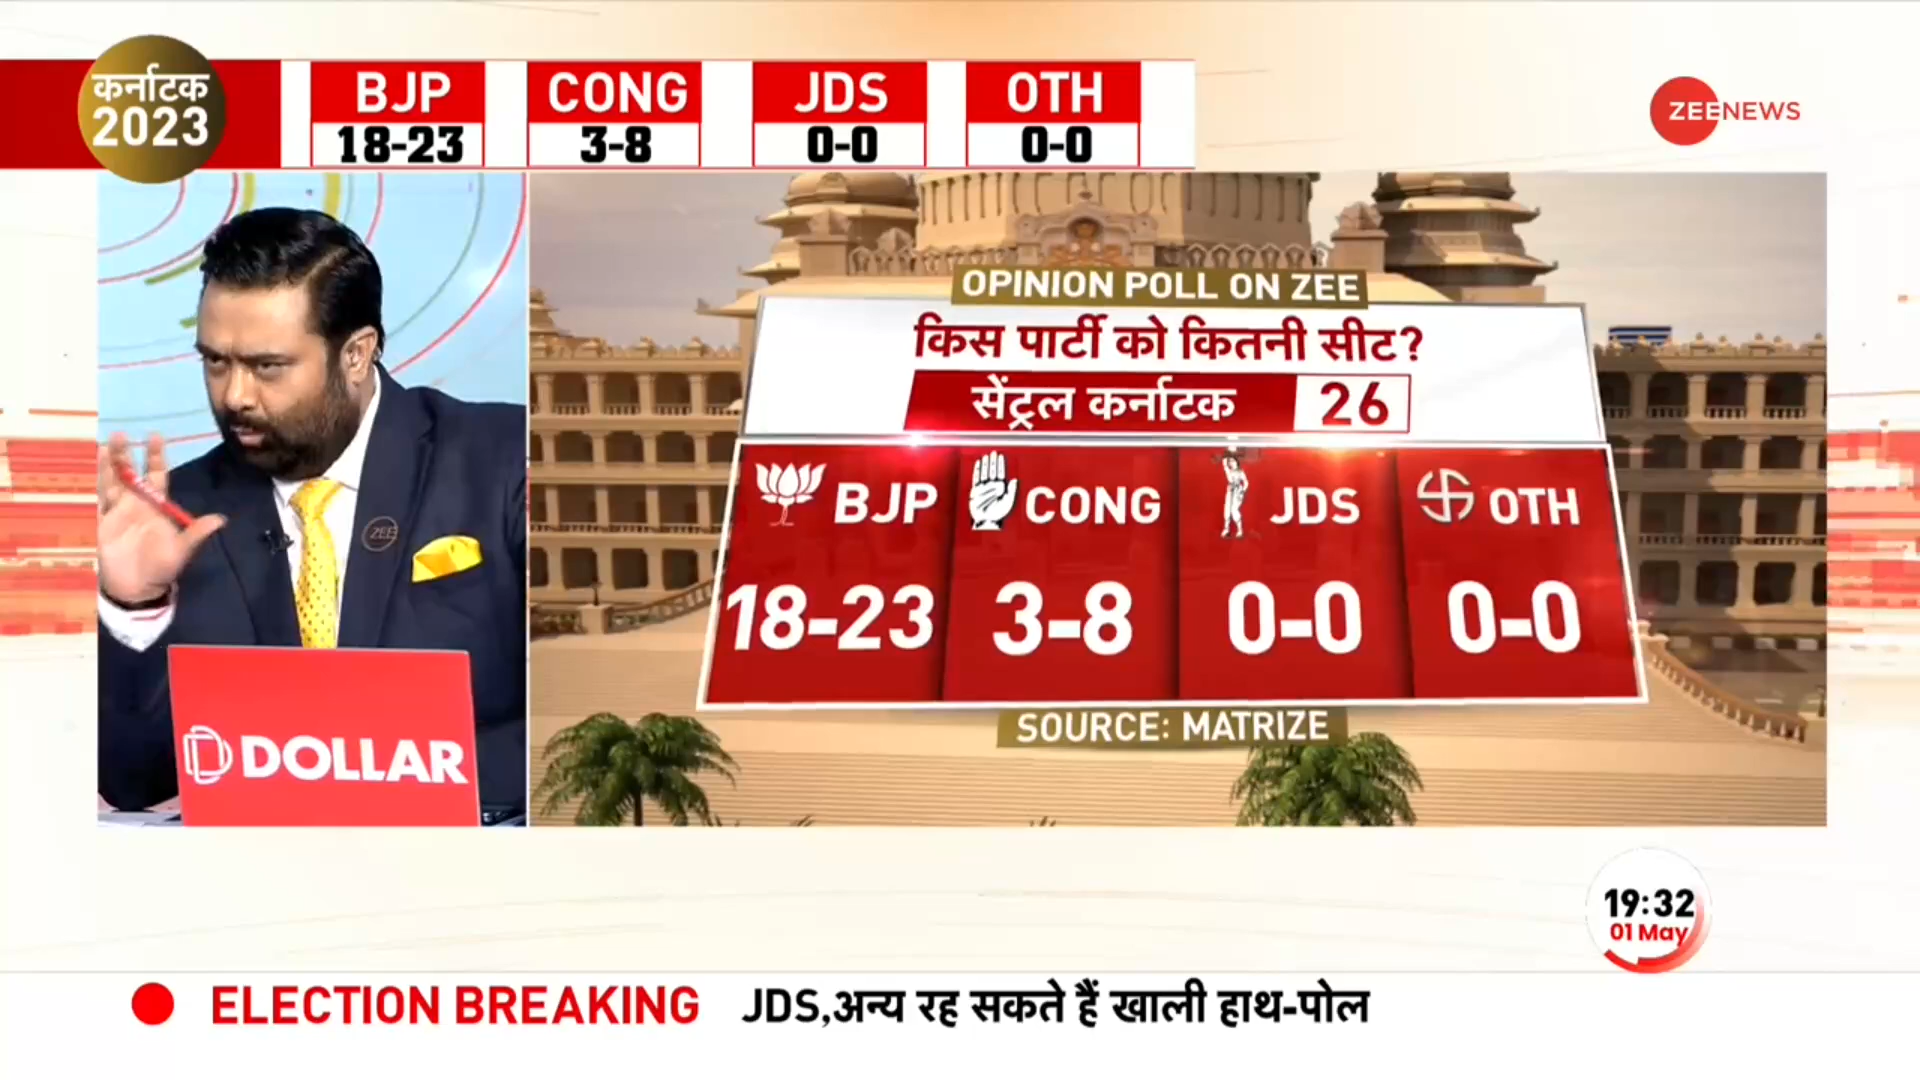 कर्नाटक
2023
BJP
18-23
CONG
3-8
JDS
0-0
OTH
0-0
ZEENEWS
OPINION POLL ON ZEE
किस पार्टी को कितनी सीट?
सेंट्रल कर्नाटक 26
BJP CONG JDS OTH
18-23 3-8 0-0 0-0
SOURCE: MATRIZE
ZEE
DOLLAR
19:32
01 May
ELECTION BREAKING JDS,अन्य रह सकते हैं खाली हाथ-पोल